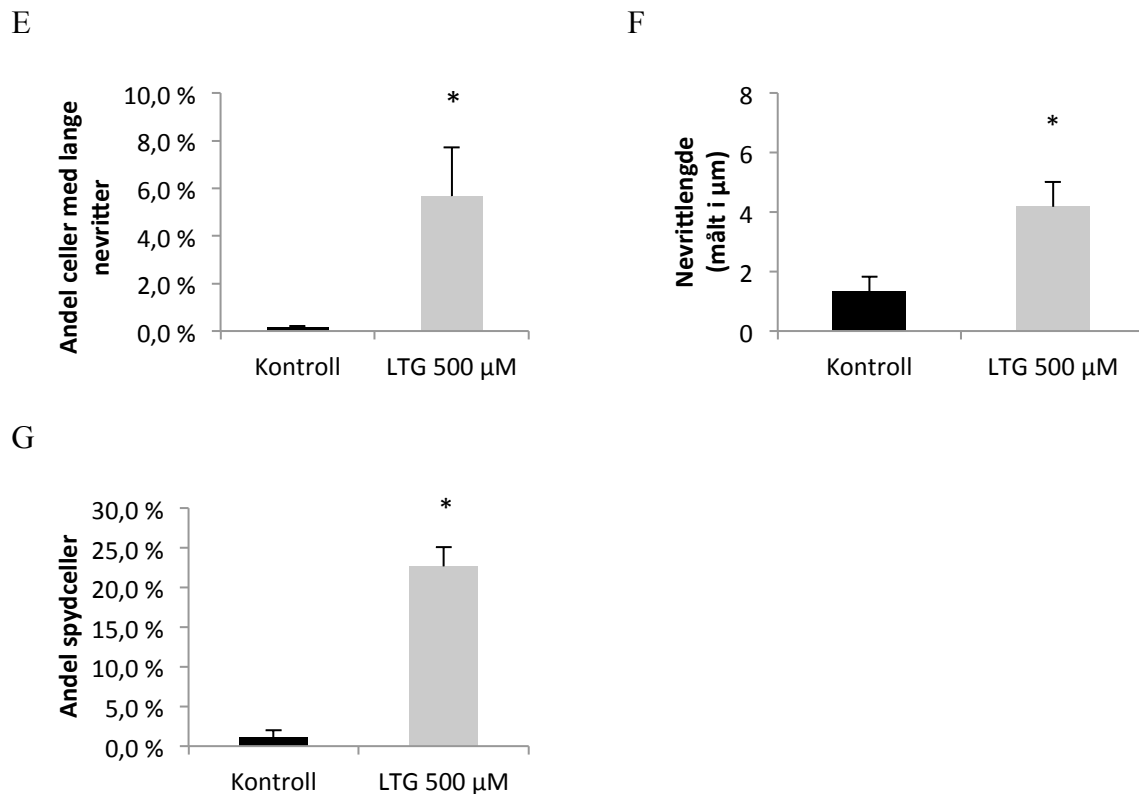 E
Andel celler med lange
nevritter
10,0 %
8,0 %
6,0 %
4,0 %
2,0 %
0,0 %
*
Kontroll
LTG 500 µM
F
Nevrittlengde
(målt i µm)
8
6
4
2
0
*
Kontroll
LTG 500 µM
G
Andel spydceller
30,0 %
25,0 %
20,0 %
15,0 %
10,0 %
5,0 %
0,0 %
*
Kontroll
LTG 500 µM